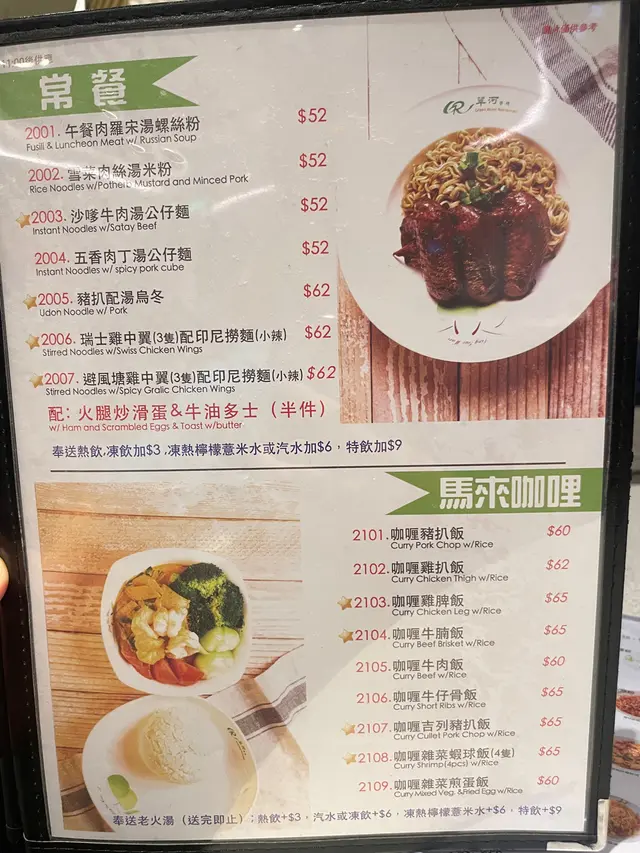 圖片僅供參考
常餐
2001. 午餐肉羅宋湯螺絲粉 $52
Fusili & Luncheon Meat w/ Russian Soup
2002. 雪菜肉絲湯米粉 $52
Rice Noodles w/Potherb Mustard and Minced Pork
2003. 沙嗲牛肉湯公仔麵 $52
Instant Noodles w/Satay Beef
2004. 五香肉丁湯公仔麵 $52
Instant Noodles w/ spicy pork cube
2005. 豬扒配湯烏冬 $62
Udon Noodle w/ Pork
2006. 瑞士雞中翼(3隻)配印尼撈麵(小辣) $62
Stirred Noodles w/Swiss Chicken Wings
2007. 避風塘雞中翼(3隻)配印尼撈麵(小辣) $62
Stirred Noodles w/Spicy Gralic Chicken Wings
配: 火腿炒滑蛋&牛油多士（半件）
w/ Ham and Scrambled Eggs & Toast w/butter
奉送熱飲,凍飲加$3 ,凍熱檸檬薏米水或汽水加$6，特飲加$9
馬來咖哩
2101. 咖喱豬扒飯 $60
Curry Pork Chop w/Rice
2102. 咖喱雞扒飯 $62
Curry Chicken Thigh w/Rice
2103. 咖喱雞脾飯 $65
Curry Chicken Leg w/Rice
2104. 咖喱牛腩飯 $65
Curry Beef Brisket w/Rice
2105. 咖喱牛肉飯 $60
Curry Beef w/Rice
2106. 咖喱牛仔骨飯 $65
Curry Short Ribs w/Rice
2107. 咖喱吉列豬扒飯 $65
Curry Cullet Pork Chop w/Rice
2108. 咖喱雜菜蝦球飯(4隻) $65
Curry Shrimp(4pcs) w/Rice
2109. 咖喱雜菜煎蛋飯 $60
Curry Mixed Veg. &Fried Egg w/Rice
奉送老火湯（送完即止）；熱飲+$3，汽水或凍飲+$6，凍熱檸檬薏米水+$6，特飲+$9